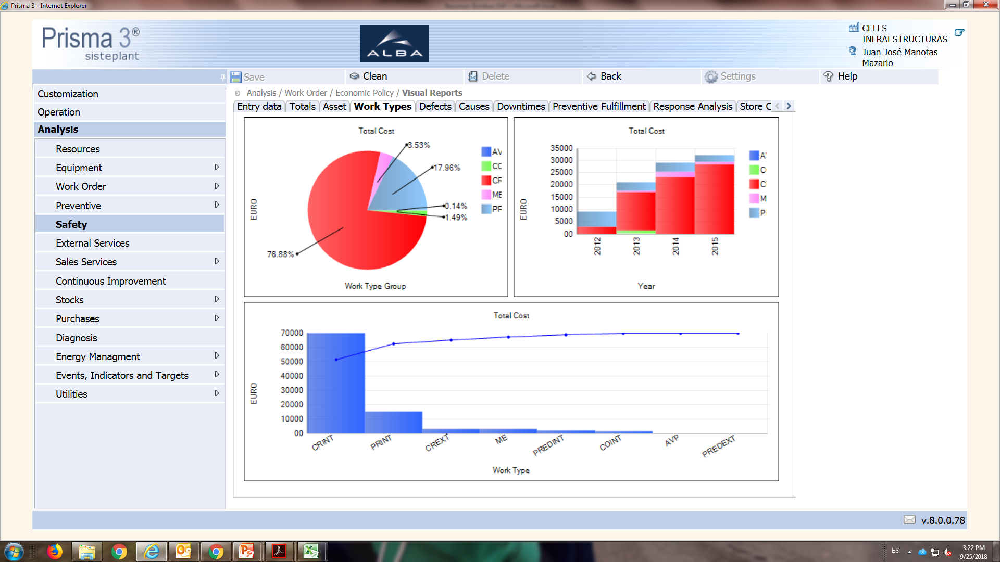 Prisma 3 - Internet Explorer
Prisma 3®
sisteplant
ALBA
CELLS
INFRAESTRUCTURAS
Juan José Manotas
Mazario
Save
Clean
Delete
Back
Settings
Help
Customization
Operation
Analysis
Resources
Equipment
Work Order
Preventive
Safety
External Services
Sales Services
Continuous Improvement
Stocks
Purchases
Diagnosis
Energy Managment
Events, Indicators and Targets
Utilities
Analysis / Work Order / Economic Policy / Visual Reports
Entry data Totals Asset Work Types Defects Causes Downtimes Preventive Fulfillment Response Analysis Store C
Total Cost
3.53%
17.96%
0.14%
1.49%
76.88%
EURO
Work Type Group
AV
CO
CR
ME
PR
Total Cost
35000
30000
25000
20000
15000
10000
5000
00
EURO
2012 2013 2014 2015
Year
M
Total Cost
70000
60000
50000
40000
30000
20000
10000
00
EURO
CRINT PRINT CREXT ME PREDINT COINT AVP PREDEXT
Work Type
v.8.0.0.78
ES
3:22 PM
9/25/2018